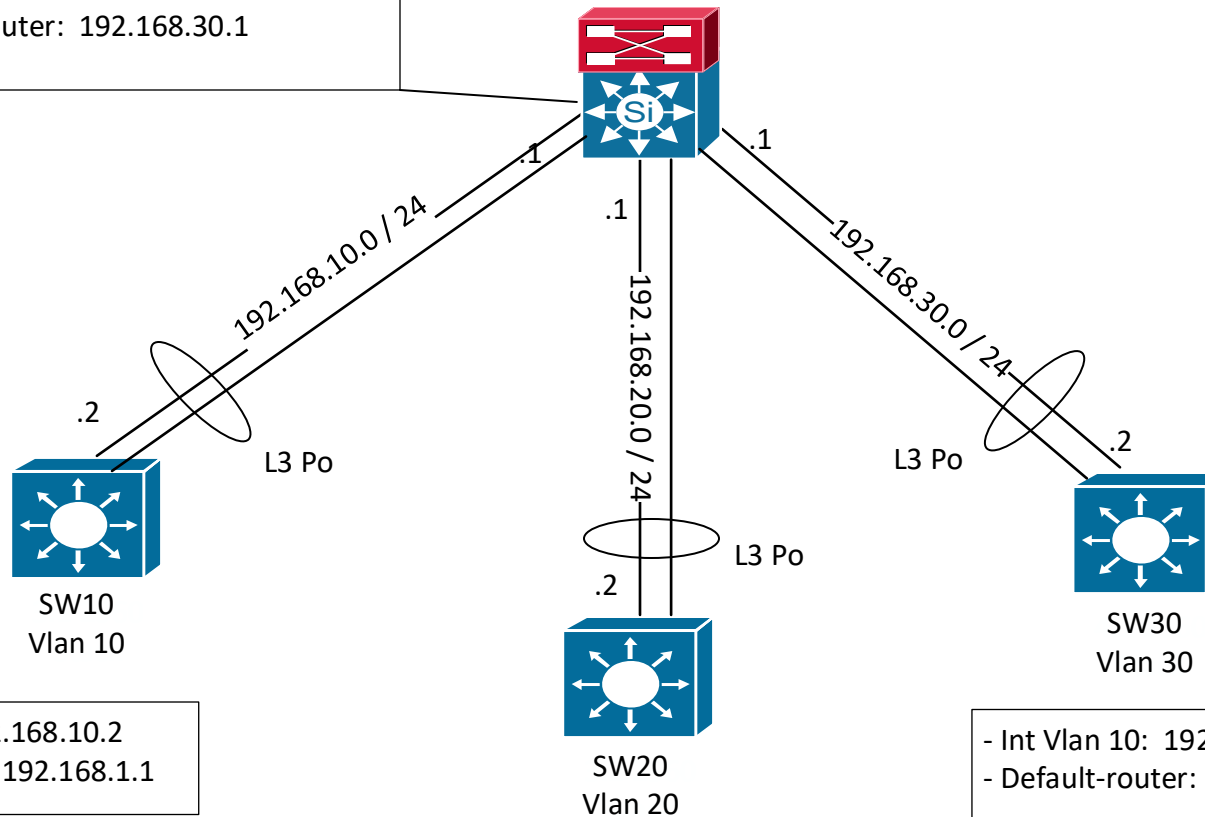 uter: 192.168.30.1
Si
.1
.1
.1
192.168.10.0 / 24
192.168.20.0 / 24
192.168.30.0 / 24
.2
L3 Po
L3 Po
.2
L3 Po
.2
SW10
Vlan 10
SW30
Vlan 30
.168.10.2
192.168.1.1
SW20
Vlan 20
- Int Vlan 10: 192
- Default-router: